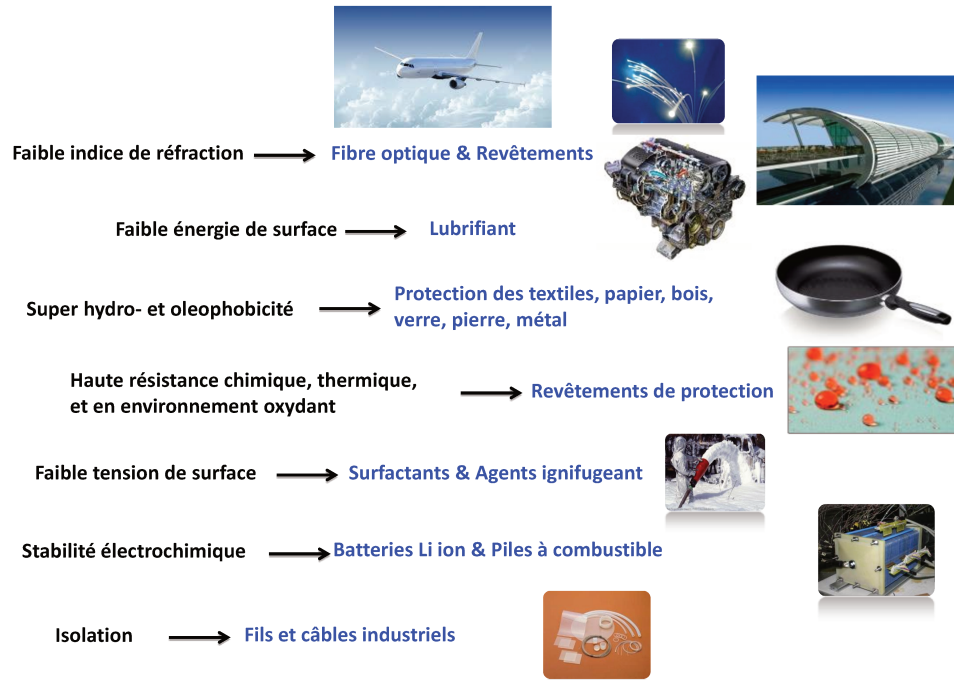 Faible indice de réfraction
Fibre optique & Revêtements
Faible énergie de surface
Lubrifiant
Super hydro- et oleophobicité
Protection des textiles, papier, bois,
verre, pierre, métal
Haute résistance chimique, thermique,
et en environnement oxydant
Revêtements de protection
Faible tension de surface
Surfactants & Agents ignifugeant
Stabilité électrochimique
Batteries Li ion & Piles à combustible
Isolation
Fils et câbles industriels